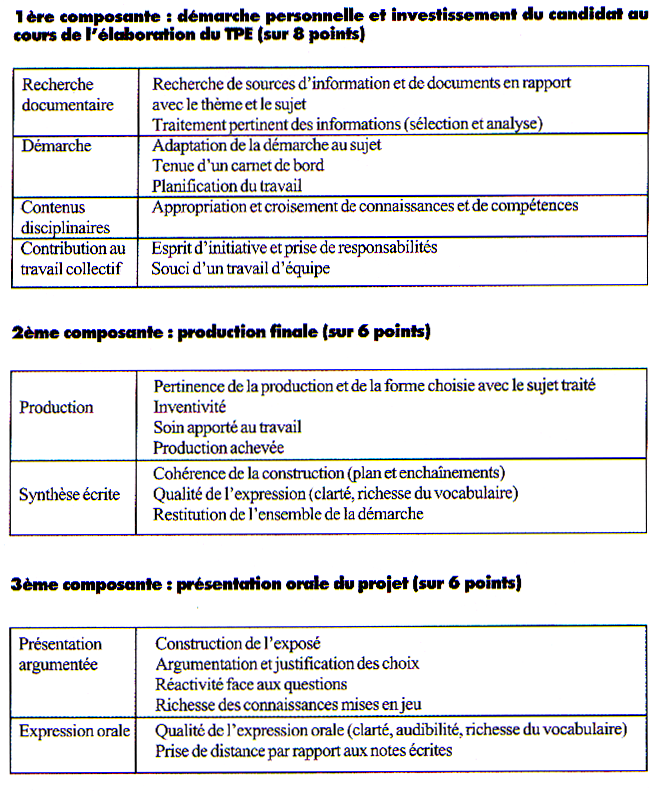 1ère composante : démarche personnelle et investissement du candidat au
cours de l'élaboration du TPE (sur 8 points)
Recherche documentaire
Recherche de sources d'information et de documents en rapport
avec le thème et le sujet
Traitement pertinent des informations (sélection et analyse)
Démarche
Adaptation de la démarche au sujet
Tenue d'un carnet de bord
Planification du travail
Contenus disciplinaires
Appropriation et croisement de connaissances et de compétences
Contribution au travail collectif
Esprit d'initiative et prise de responsabilités
Souci d'un travail d'équipe
2ème composante : production finale (sur 6 points)
Production
Pertinence de la production et de la forme choisie avec le sujet traité
Inventivité
Soin apporté au travail
Production achevée
Synthèse écrite
Cohérence de la construction (plan et enchaînements)
Qualité de l'expression (clarté, richesse du vocabulaire)
Restitution de l'ensemble de la démarche
3ème composante : présentation orale du projet (sur 6 points)
Présentation argumentée
Construction de l'exposé
Argumentation et justification des choix
Réactivité face aux questions
Richesse des connaissances mises en jeu
Expression orale
Qualité de l'expression orale (clarté, audibilité, richesse du vocabulaire)
Prise de distance par rapport aux notes écrites